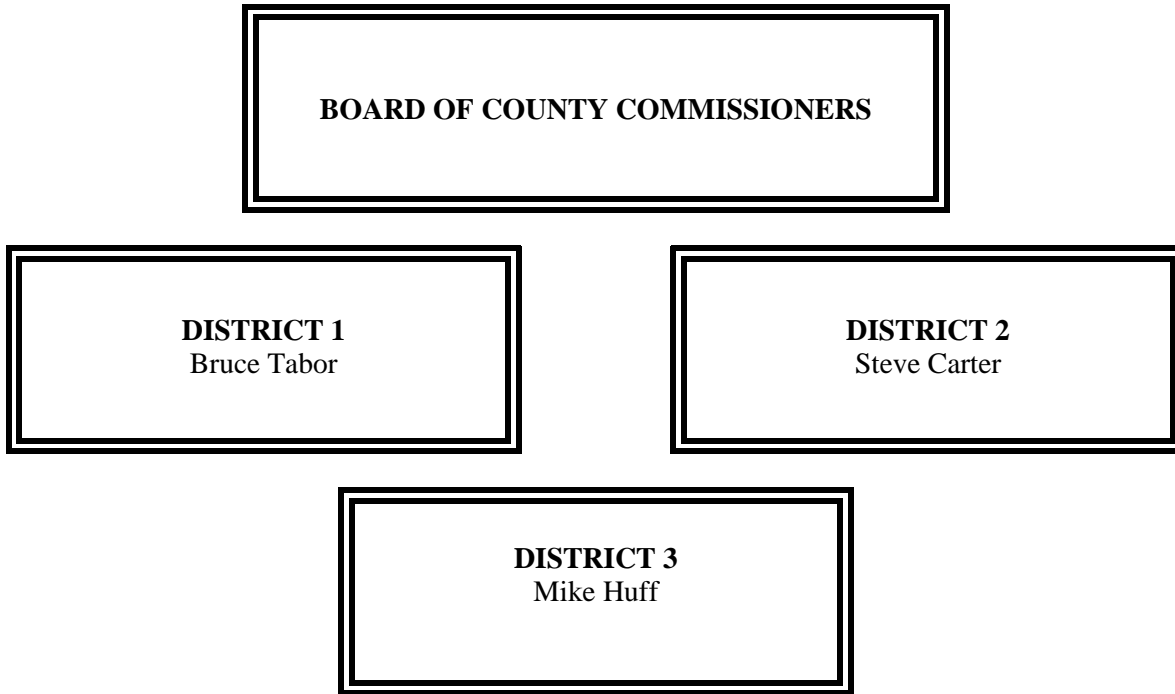 BOARD OF COUNTY COMMISSIONERS
DISTRICT 1
Bruce Tabor
DISTRICT 2
Steve Carter
DISTRICT 3
Mike Huff